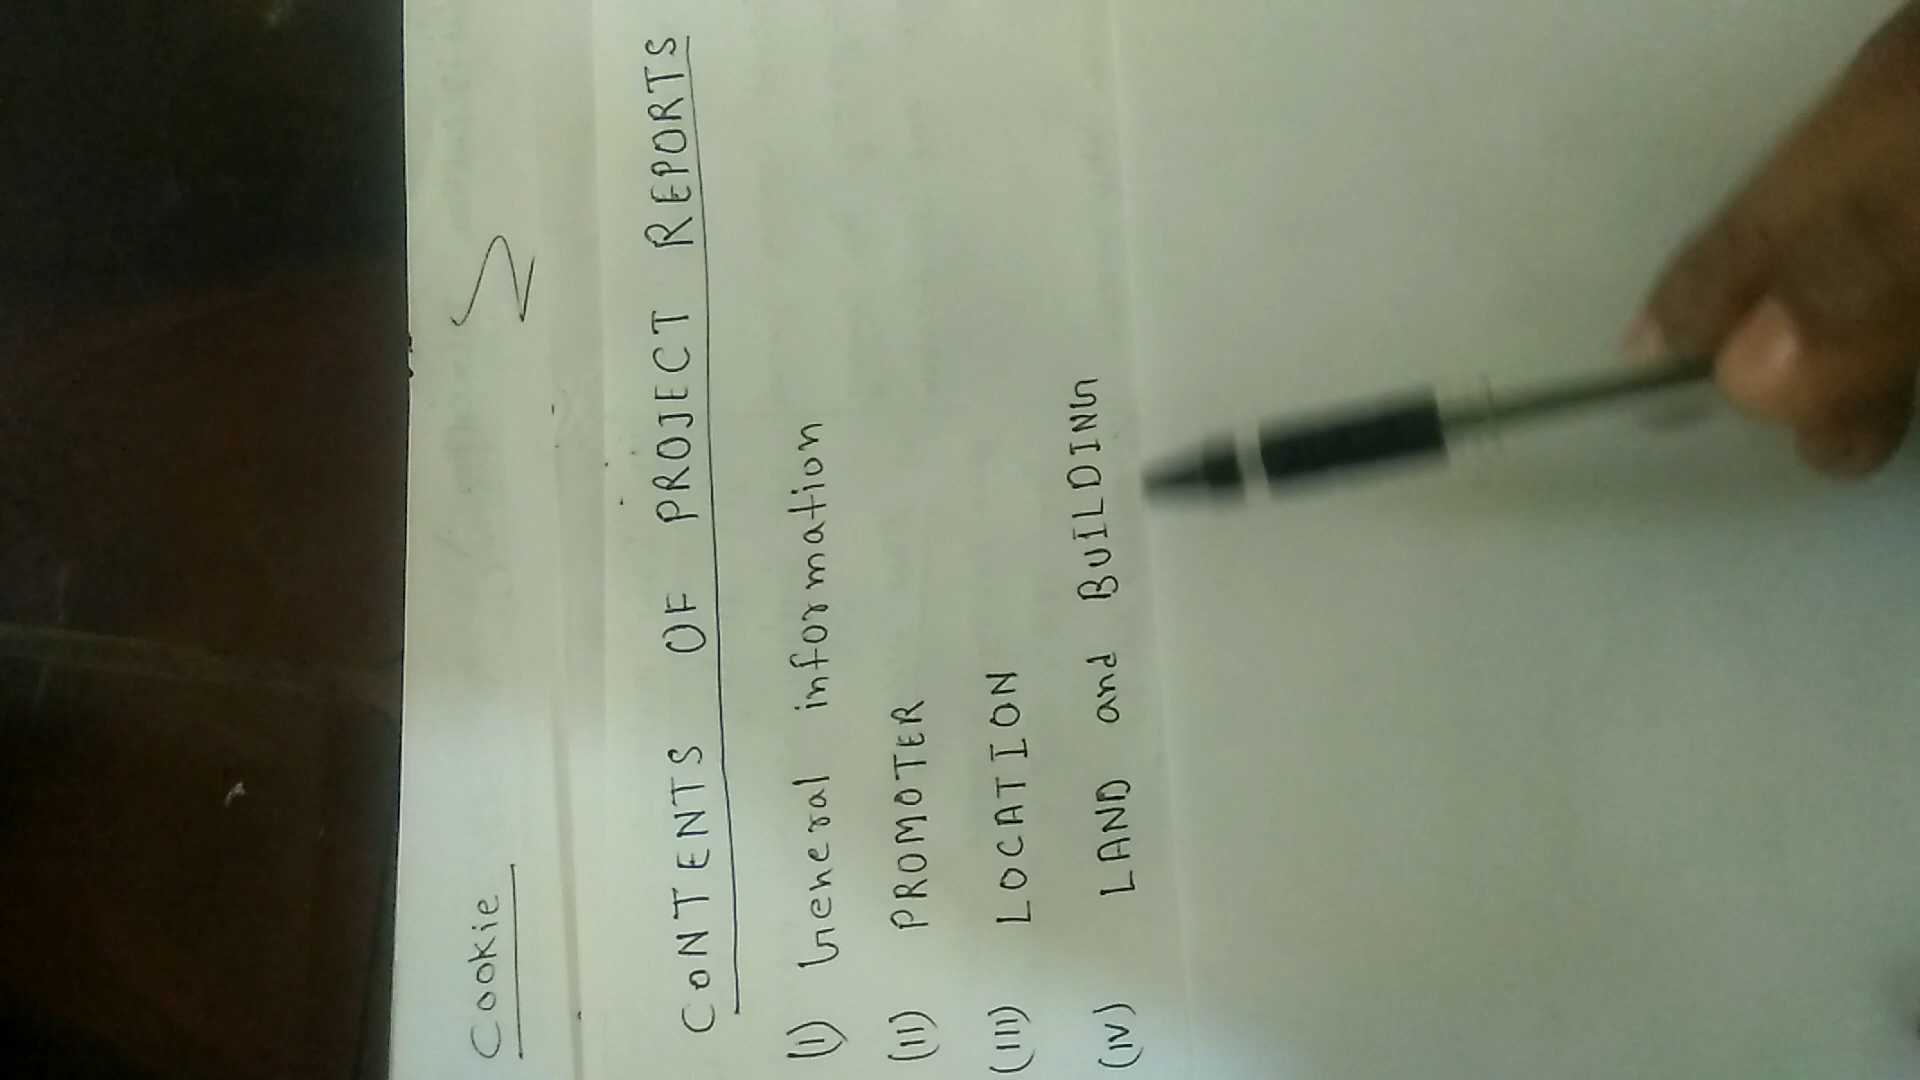 Cookie
CONTENTS OF PROJECT REPORTS
(I) General information
(II) PROMOTER
(III) LOCATION
(IV) LAND and BUILDING